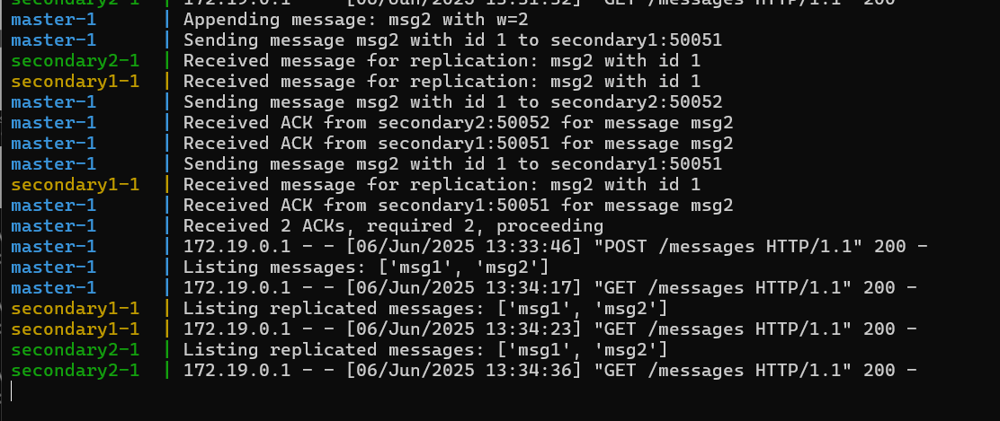 secondary2-1 | 172.19.0.1 - - [06/Jun/2025 13:31:32] "GET /messages HTTP/1.1" 200 -
master-1 | Appending message: msg2 with w=2
master-1 | Sending message msg2 with id 1 to secondary1:50051
secondary2-1 | Received message for replication: msg2 with id 1
secondary1-1 | Received message for replication: msg2 with id 1
master-1 | Sending message msg2 with id 1 to secondary2:50052
master-1 | Received ACK from secondary2:50052 for message msg2
master-1 | Received ACK from secondary1:50051 for message msg2
master-1 | Sending message msg2 with id 1 to secondary1:50051
secondary1-1 | Received message for replication: msg2 with id 1
master-1 | Received ACK from secondary1:50051 for message msg2
master-1 | Received 2 ACKs, required 2, proceeding
master-1 | 172.19.0.1 - - [06/Jun/2025 13:33:46] "POST /messages HTTP/1.1" 200 -
master-1 | Listing messages: ['msg1', 'msg2']
master-1 | 172.19.0.1 - - [06/Jun/2025 13:34:17] "GET /messages HTTP/1.1" 200 -
secondary1-1 | Listing replicated messages: ['msg1', 'msg2']
secondary1-1 | 172.19.0.1 - - [06/Jun/2025 13:34:23] "GET /messages HTTP/1.1" 200 -
secondary2-1 | Listing replicated messages: ['msg1', 'msg2']
secondary2-1 | 172.19.0.1 - - [06/Jun/2025 13:34:36] "GET /messages HTTP/1.1" 200 -